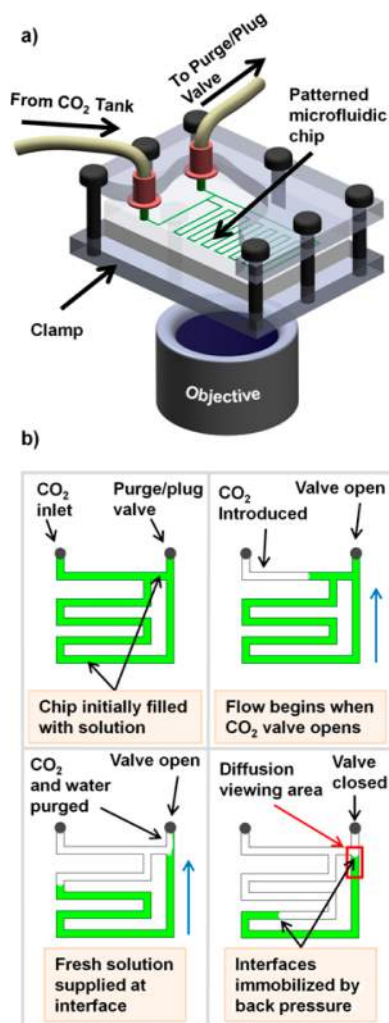 a)
To Purge/Plug
Valve
From CO2 Tank
Patterned
microfluidic
chip
Clamp
Objective
b)
CO2
inlet
Purge/plug
valve
Chip initially filled
with solution
CO2
Introduced
Valve open
Flow begins when
CO2 valve opens
CO2
and water
purged
Valve open
Fresh solution
supplied at
interface
Diffusion
viewing area
Valve
closed
Interfaces
immobilized by
back pressure